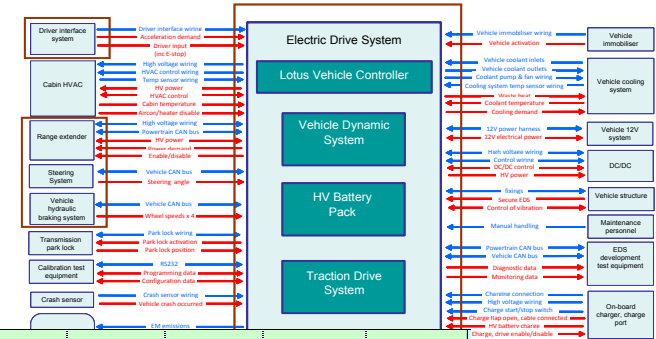 Driver interface
system
Driver interface wiring
Acceleration demand
Driver input
(inc E-stop)
Cabin HVAC
High voltage wiring
HVAC control wiring
Temp sensor wiring
HV power
HVAC control
Cabin temperature
Aircon/heater disable
Range extender
High voltage wiring
Powertrain CAN bus
HV power
Power demand
Enable/disable
Steering
System
Vehicle CAN bus
Steering angle
Vehicle
hydraulic
braking system
Vehicle CAN bus
Wheel speeds x 4
Transmission
park lock
Park lock wiring
Park lock activation
Park lock position
Calibration test
equipment
RS232
Programming data
Configuration data
Crash sensor
Crash sensor wiring
Vehicle crash occurred
EM emissions
Electric Drive System
Lotus Vehicle Controller
Vehicle Dynamic
System
HV Battery
Pack
Traction Drive
System
Vehicle immobiliser wiring
Vehicle activation
Vehicle
immobiliser
Vehicle coolant inlets
Vehicle coolant outlets
Coolant pump & fan wiring
Cooling system temp sensor wiring
Waste heat
Coolant temperature
Cooling demand
Vehicle cooling
system
12V power harness
12V electrical power
Vehicle 12V
system
High voltage wiring
Control wiring
DC/DC control
HV power
DC/DC
fixings
Secure EDS
Control of vibration
Vehicle structure
Manual handling
Maintenance
personnel
Powertrain CAN bus
Vehicle CAN bus
Diagnostic data
Monitoring data
EDS
development
test equipment
Chargine connection
High voltage wiring
Charge start/stop switch
Charge flap open, cable connected
HV battery charge
Charge, drive enable/disable
On-board
charger, charge
port